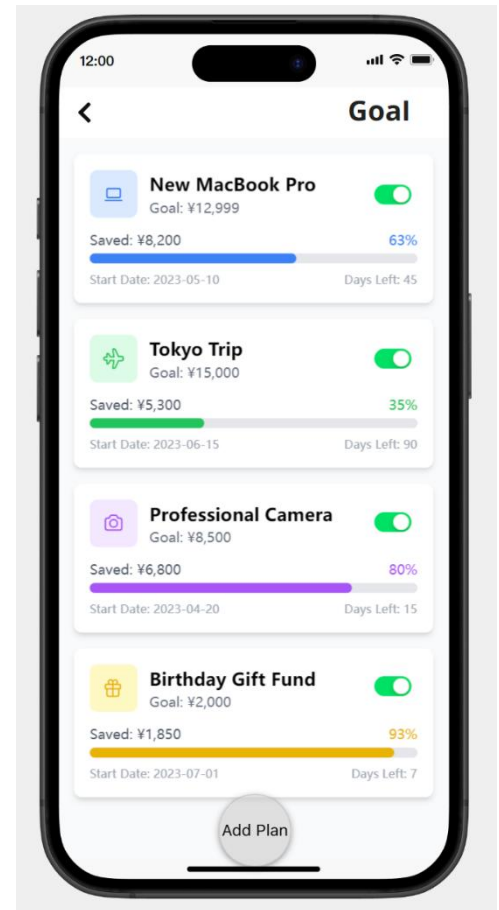 12:00
Goal
New MacBook Pro
Goal: ¥12,999
Saved: ¥8,200 63%
Start Date: 2023-05-10 Days Left: 45
Tokyo Trip
Goal: ¥15,000
Saved: ¥5,300 35%
Start Date: 2023-06-15 Days Left: 90
Professional Camera
Goal: ¥8,500
Saved: ¥6,800 80%
Start Date: 2023-04-20 Days Left: 15
Birthday Gift Fund
Goal: ¥2,000
Saved: ¥1,850 93%
Start Date: 2023-07-01 Days Left: 7
Add Plan